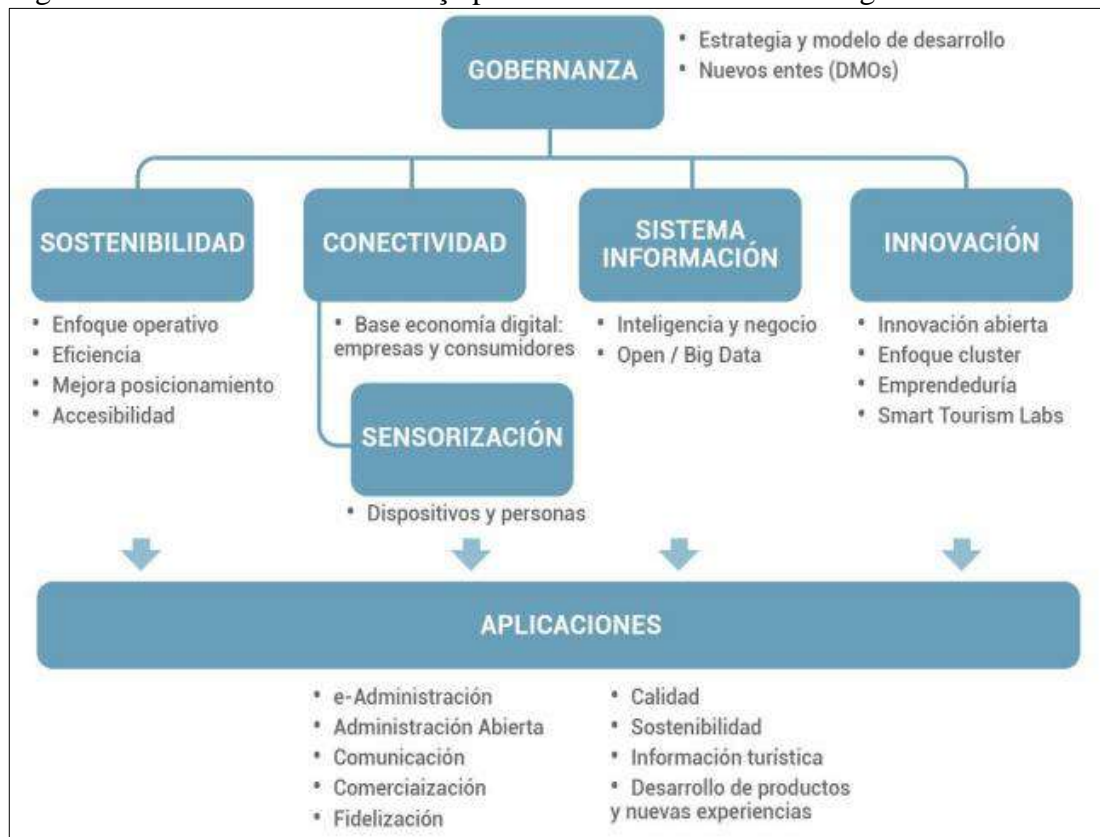 GOBERNANZA
• Estrategia y modelo de desarrollo
• Nuevos entes (DMOs)
SOSTENIBILIDAD
• Enfoque operativo
• Eficiencia
• Mejora posicionamiento
• Accesibilidad
CONECTIVIDAD
• Base economía digital:
empresas y consumidores
SENSORIZACIÓN
• Dispositivos y personas
SISTEMA
INFORMACIÓN
• Inteligencia y negocio
• Open / Big Data
INNOVACIÓN
• Innovación abierta
• Enfoque cluster
• Emprendeduría
• Smart Tourism Labs
APLICACIONES
• e-Administración
• Administración Abierta
• Comunicación
• Comerciaización
• Fidelización
• Calidad
• Sostenibilidad
• Información turística
• Desarrollo de productos
y nuevas experiencias